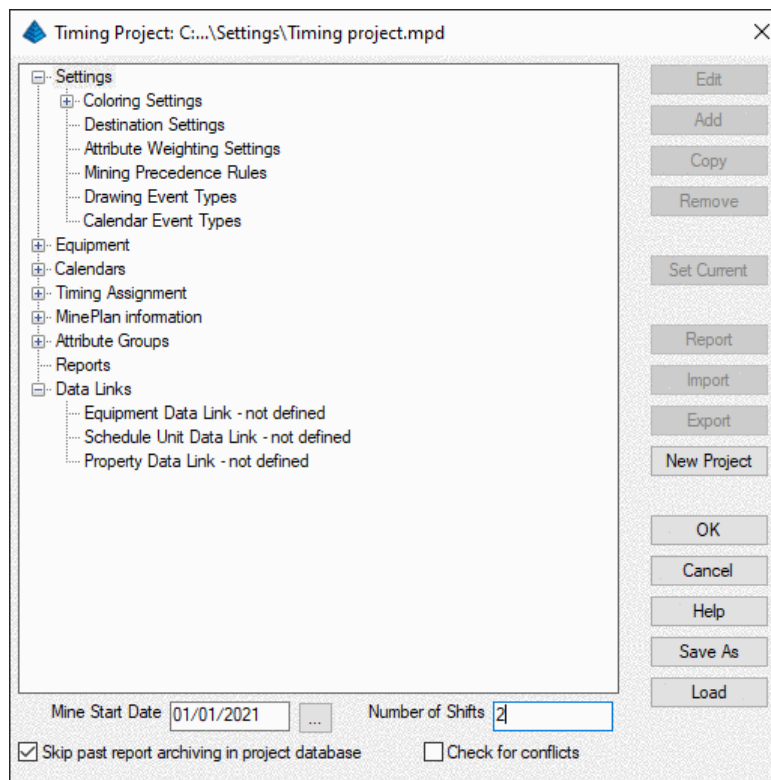 Timing Project: C:...\Settings\Timing project.mpd
Settings
Coloring Settings
Destination Settings
Attribute Weighting Settings
Mining Precedence Rules
Drawing Event Types
Calendar Event Types
Equipment
Calendars
Timing Assignment
MinePlan information
Attribute Groups
Reports
Data Links
Equipment Data Link - not defined
Schedule Unit Data Link - not defined
Property Data Link - not defined
Edit
Add
Copy
Remove
Set Current
Report
Import
Export
New Project
OK
Cancel
Help
Save As
Load
Mine Start Date 01/01/2021 ... Number of Shifts 2
Skip past report archiving in project database Check for conflicts